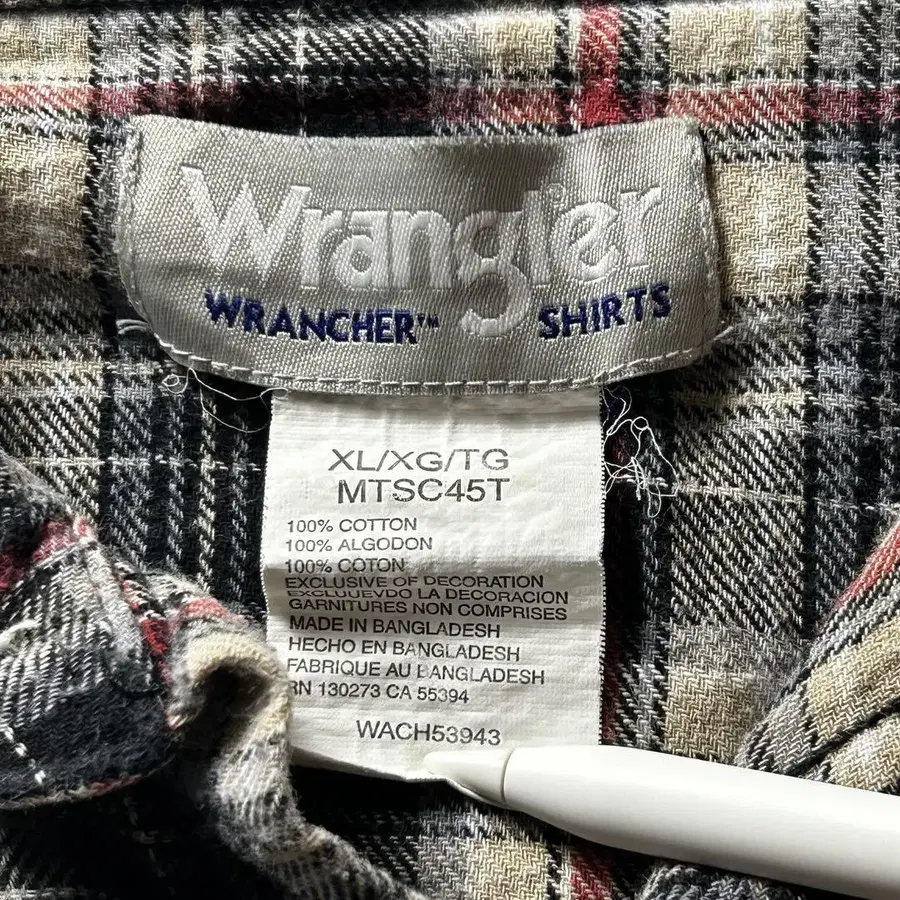 Wrangler
WRANCHER™ SHIRTS
XL/XG/TG
MTSC45T
100% COTTON
100% ALGODON
100% COTON
EXCLUSIVE OF DECORATION
EXCLUUEVDO LA DECORACION
GARNITURES NON COMPRISES
MADE IN BANGLADESH
HECHO EN BANGLADESH
FABRIQUE AU BANGLADESH
RN 130273 CA 55394
WACH53943